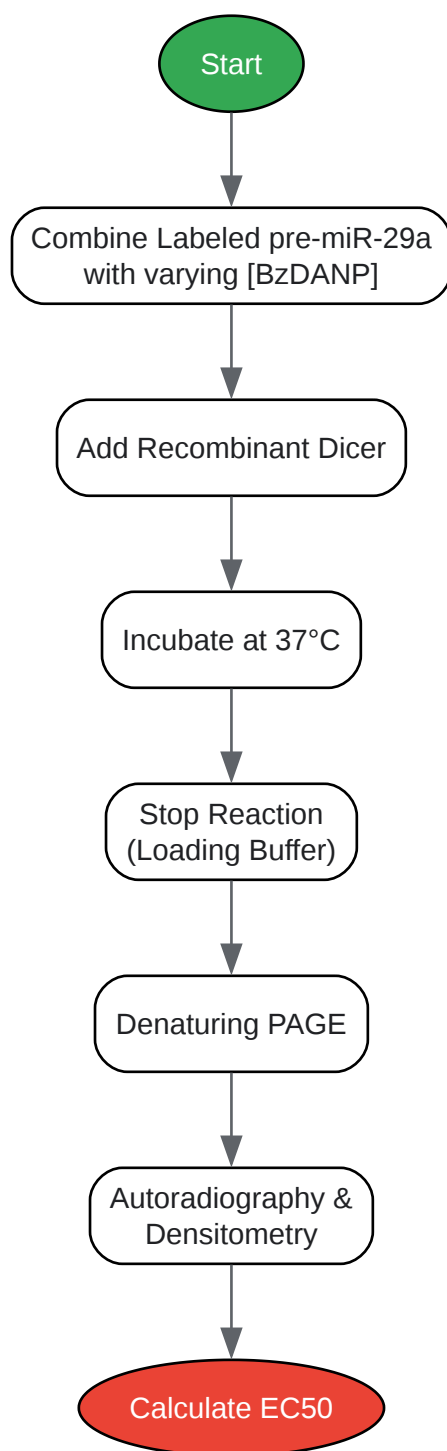 Start
Combine Labeled pre-miR-29a
with varying [BzDANP]
Add Recombinant Dicer
Incubate at 37°C
Stop Reaction
(Loading Buffer)
Denaturing PAGE
Autoradiography &
Densitometry
Calculate EC50